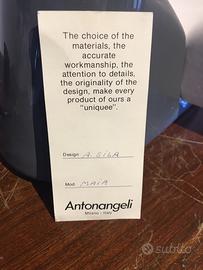 The choice of the
materials, the
accurate
workmanship, the
attention to details,
the originality of the
design, make every
product of ours a
"uniquee".
Design A. GILA
Mod. MAIA
Antonangeli
Milano - Italy
subito